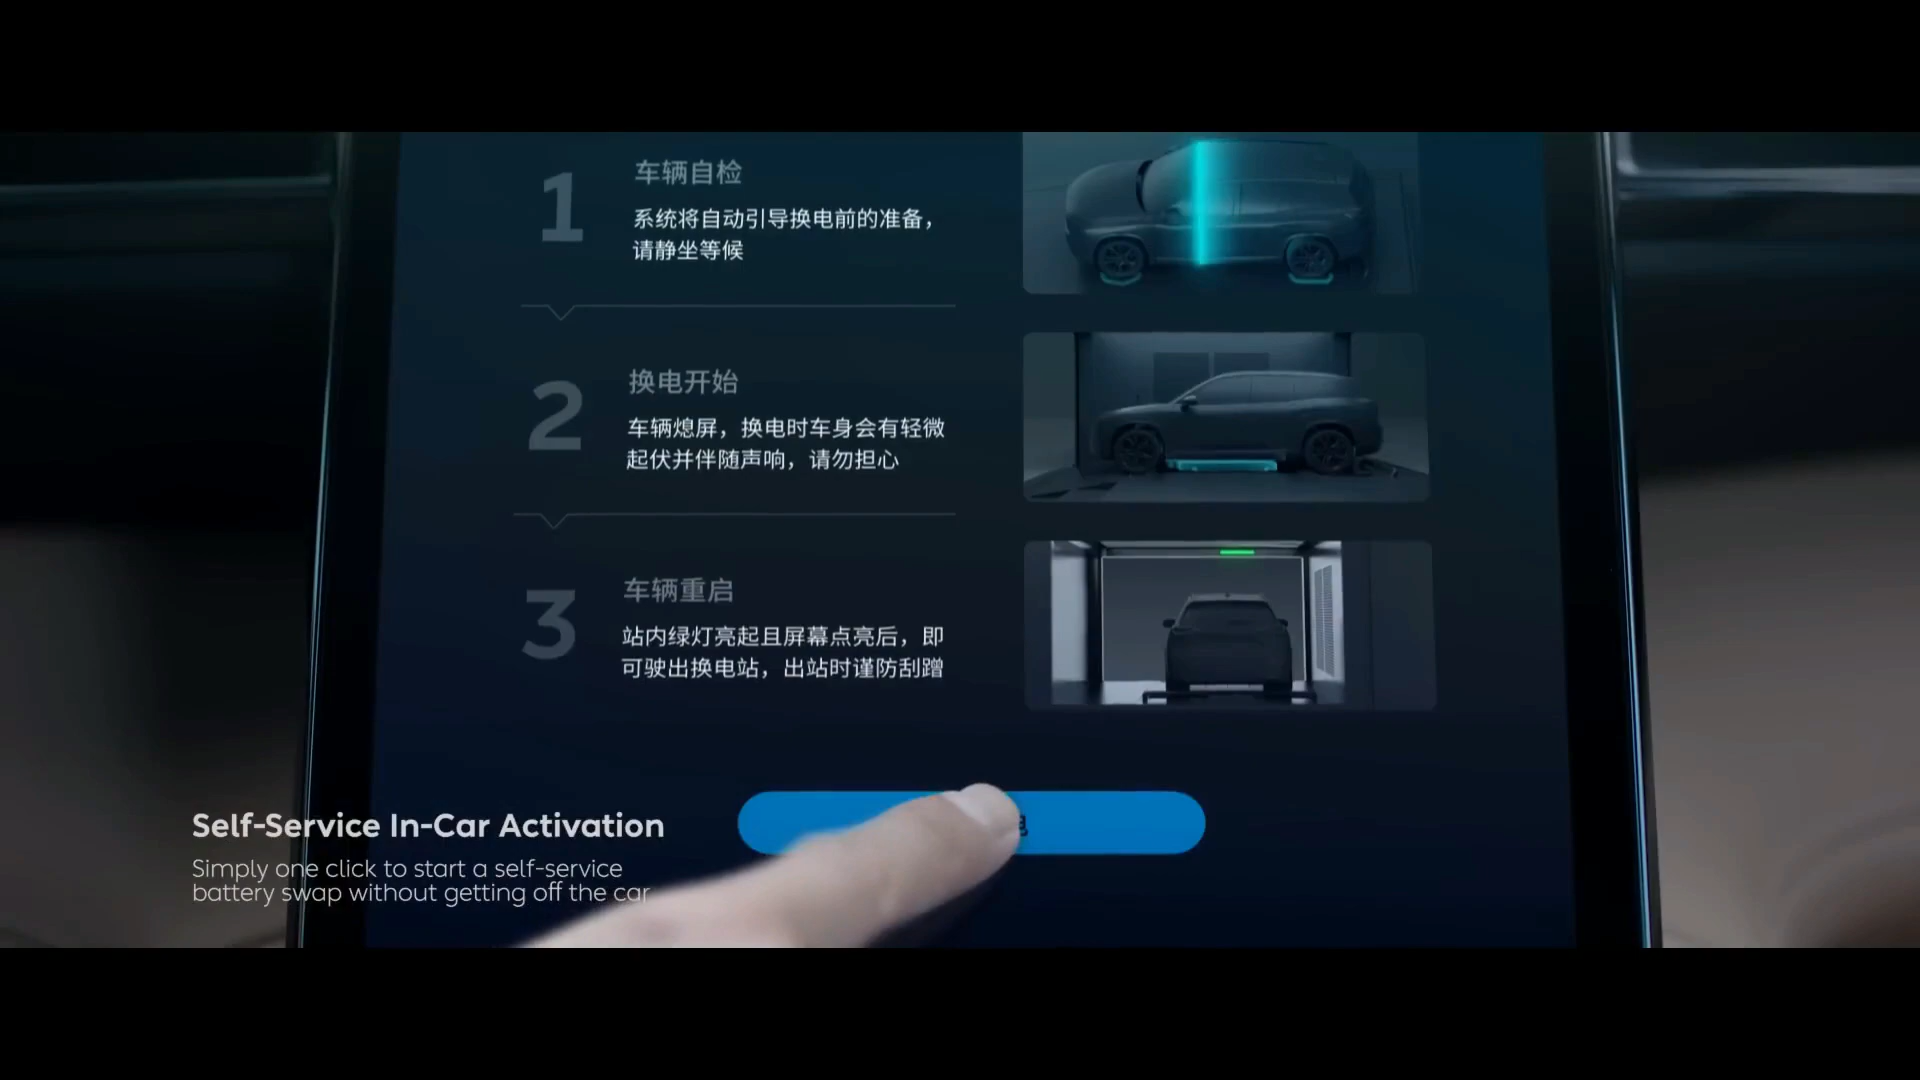 1
车辆自检
系统将自动引导换电前的准备，
请静坐等候
2
换电开始
车辆熄屏，换电时车身会有轻微
起伏并伴随声响，请勿担心
3
车辆重启
站内绿灯亮起且屏幕点亮后，即
可驶出换电站，出站时谨防刮蹭
Self-Service In-Car Activation
Simply one click to start a self-service
battery swap without getting off the car